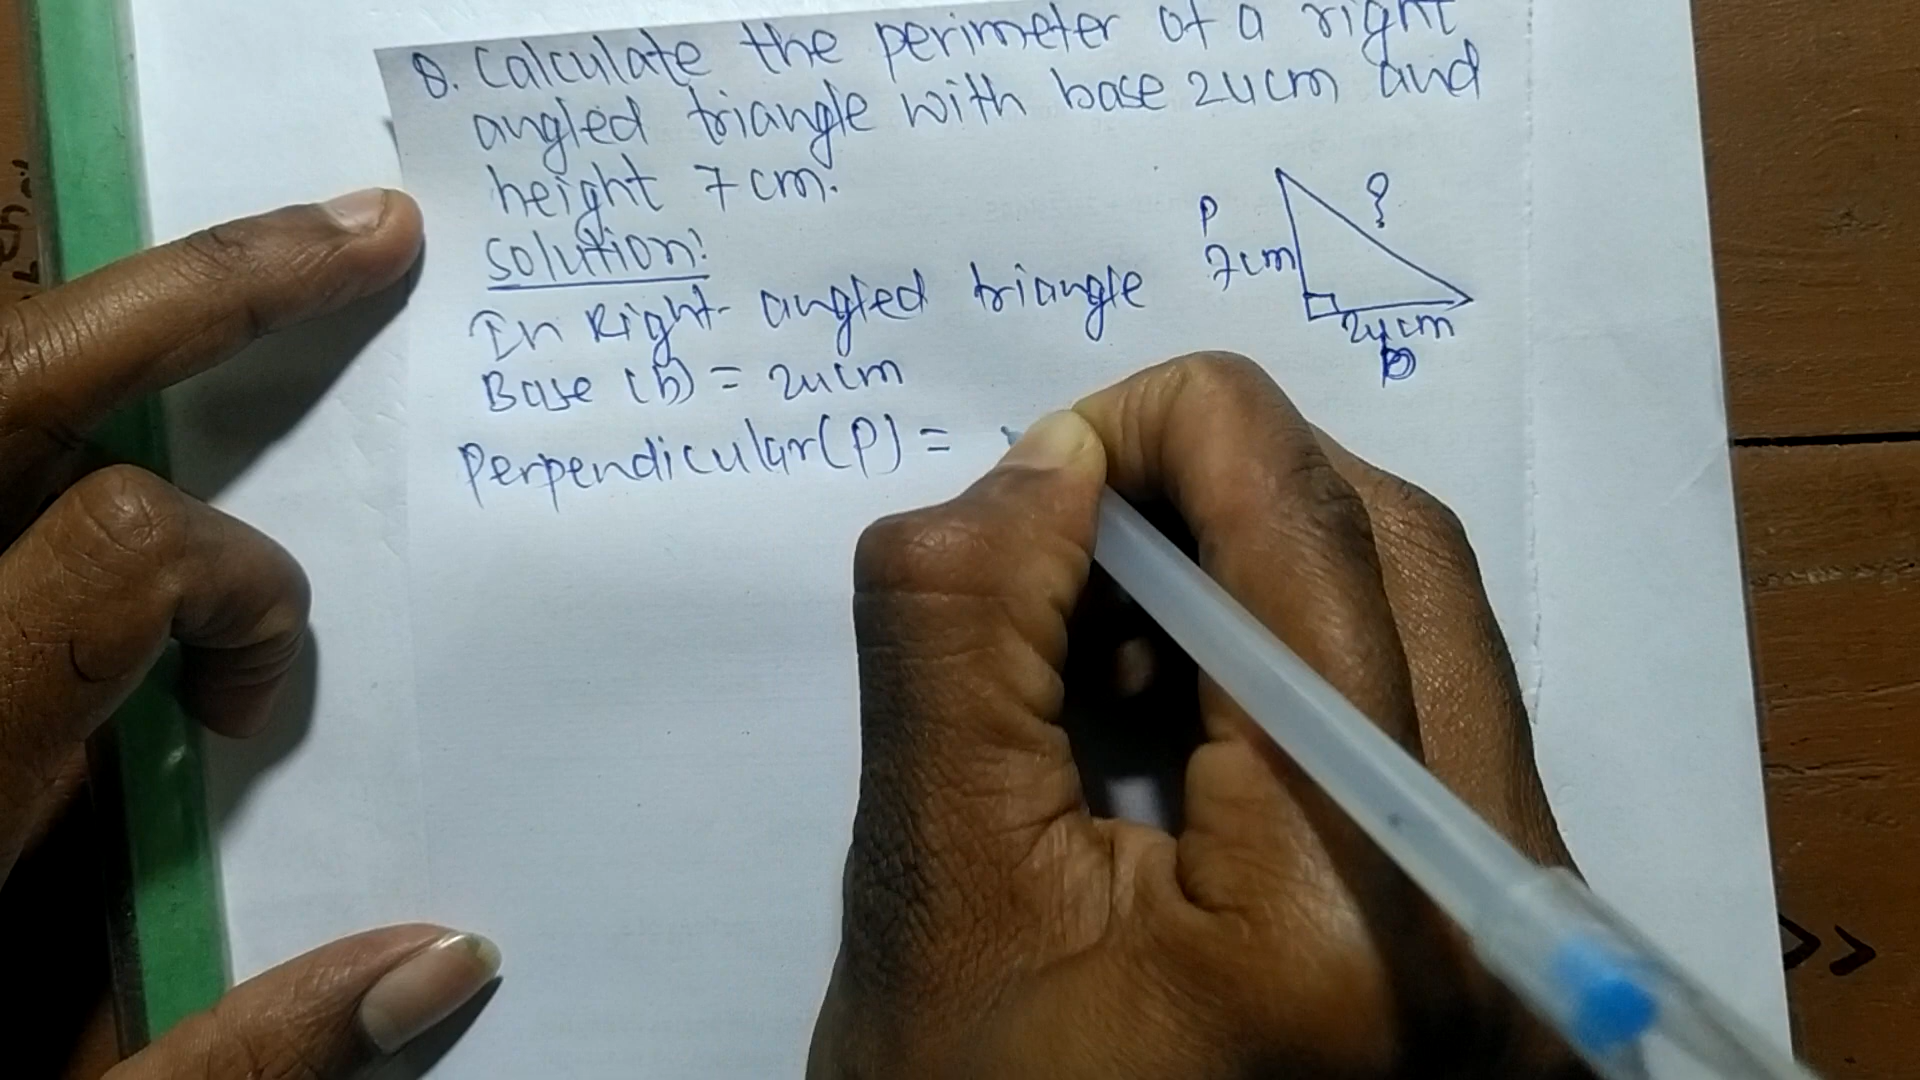 Q. Calculate the perimeter of a right
angled triangle with base 24cm and
height 7cm.
Solution:
In Right-angled triangle
Base (b) = 24cm
Perpendicular(P) =
P
7cm
?
24cm
b